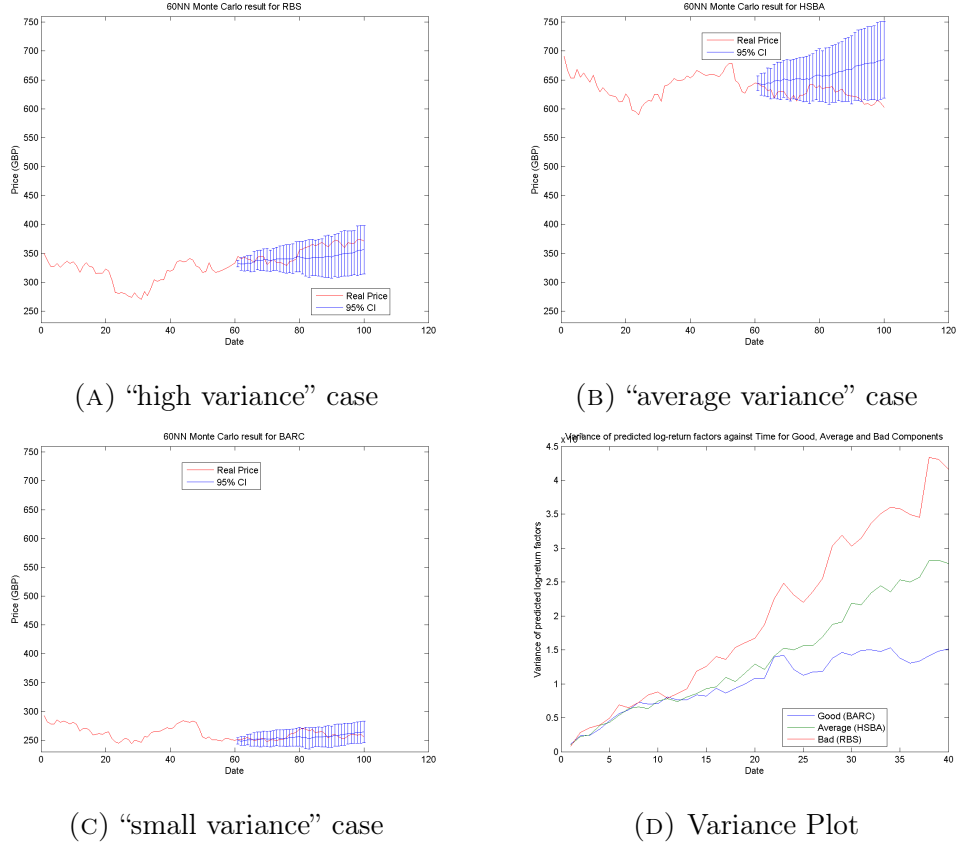 60NN Monte Carlo result for RBS
750
700
650
600
550
500
450
400
350
300
250
Price (GBP)
Real Price
95% CI
0 20 40 60 80 100 120
Date
(A) “high variance” case
60NN Monte Carlo result for HSBA
750
700
650
600
550
500
450
400
350
300
250
Price (GBP)
Real Price
95% CI
0 20 40 60 80 100 120
Date
(B) “average variance” case
60NN Monte Carlo result for BARC
750
700
650
600
550
500
450
400
350
300
250
Price (GBP)
Real Price
95% CI
0 20 40 60 80 100 120
Date
(C) “small variance” case
Variance of predicted log-return factors against Time for Good, Average and Bad Components
4.5
4
3.5
3
2.5
2
1.5
1
0.5
0
Variance of predicted log-return factors
Good (BARC)
Average (HSBA)
Bad (RBS)
0 5 10 15 20 25 30 35 40
Date
(D) Variance Plot